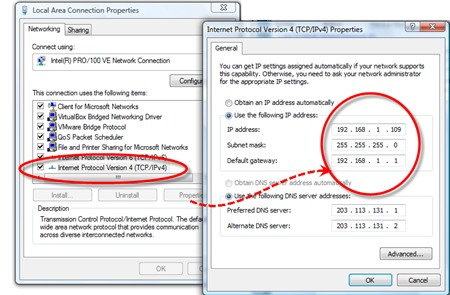 Local Area Connection Properties
Networking
Sharing
Connect using:
Intel(R) PRO/100 VE Network Connection
This connection uses the following items:
Client for Microsoft Networks
VirtualBox Bridged Networking Driver
VMware Bridge Protocol
QoS Packet Scheduler
File and Printer Sharing for Microsoft Networks
Internet Protocol Version 6 (TCP/IPv6)
Internet Protocol Version 4 (TCP/IPv4)
Install...
Uninstall
Description
Transmission Control Protocol/Internet Protocol. The
wide area network protocol that provides communication
across diverse interconnected networks.
OK
Internet Protocol Version 4 (TCP/IPv4) Properties
General
You can get IP settings assigned automatically if your network supports
this capability. Otherwise, you need to ask your network administrator
for the appropriate IP settings.
Obtain an IP address automatically
Use the following IP address:
IP address: 192 . 168 . 1 . 109
Subnet mask: 255 . 255 . 255 . 0
Default gateway: 192 . 168 . 1 . 1
Obtain DNS server address automatically
Use the following DNS server addresses:
Preferred DNS server: 203 . 113 . 131 . 1
Alternate DNS server: 203 . 113 . 131 . 2
Advanced...
OK
Cancel